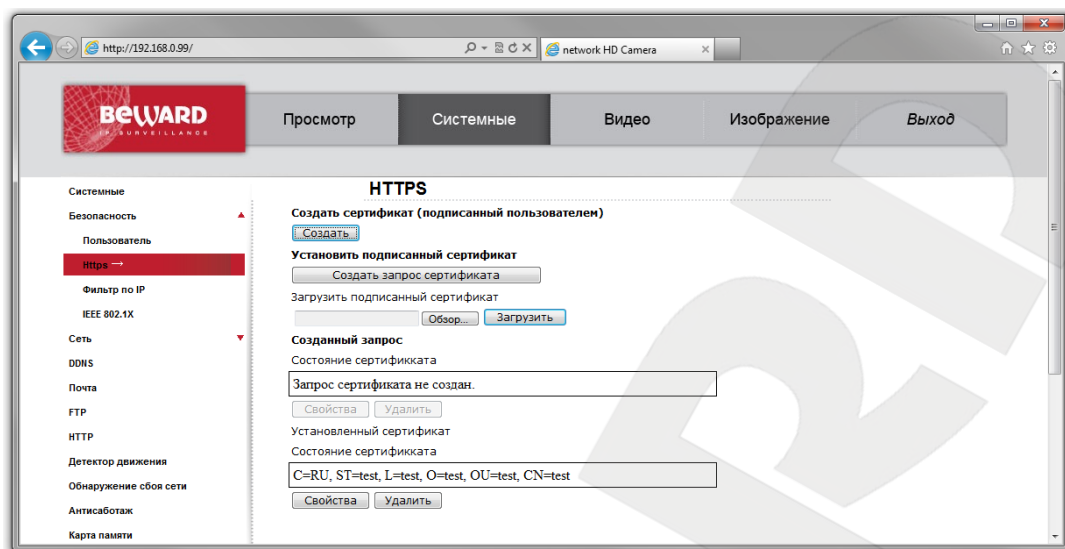 http://192.168.0.99/
network HD Camera
BEWARD
IP SURVEILLANCE
Просмотр
Системные
Видео
Изображение
Выход
Системные
Безопасность
Пользователь
Https →
Фильтр по IP
IEEE 802.1X
Сеть
DDNS
Почта
FTP
HTTP
Детектор движения
Обнаружение сбоя сети
Антисаботаж
Карта памяти
HTTPS
Создать сертификат (подписанный пользователем)
Создать
Установить подписанный сертификат
Создать запрос сертификата
Загрузить подписанный сертификат
Обзор... Загрузить
Созданный запрос
Состояние сертификката
Запрос сертификата не создан.
Свойства Удалить
Установленный сертификат
Состояние сертификката
C=RU, ST=test, L=test, O=test, OU=test, CN=test
Свойства Удалить